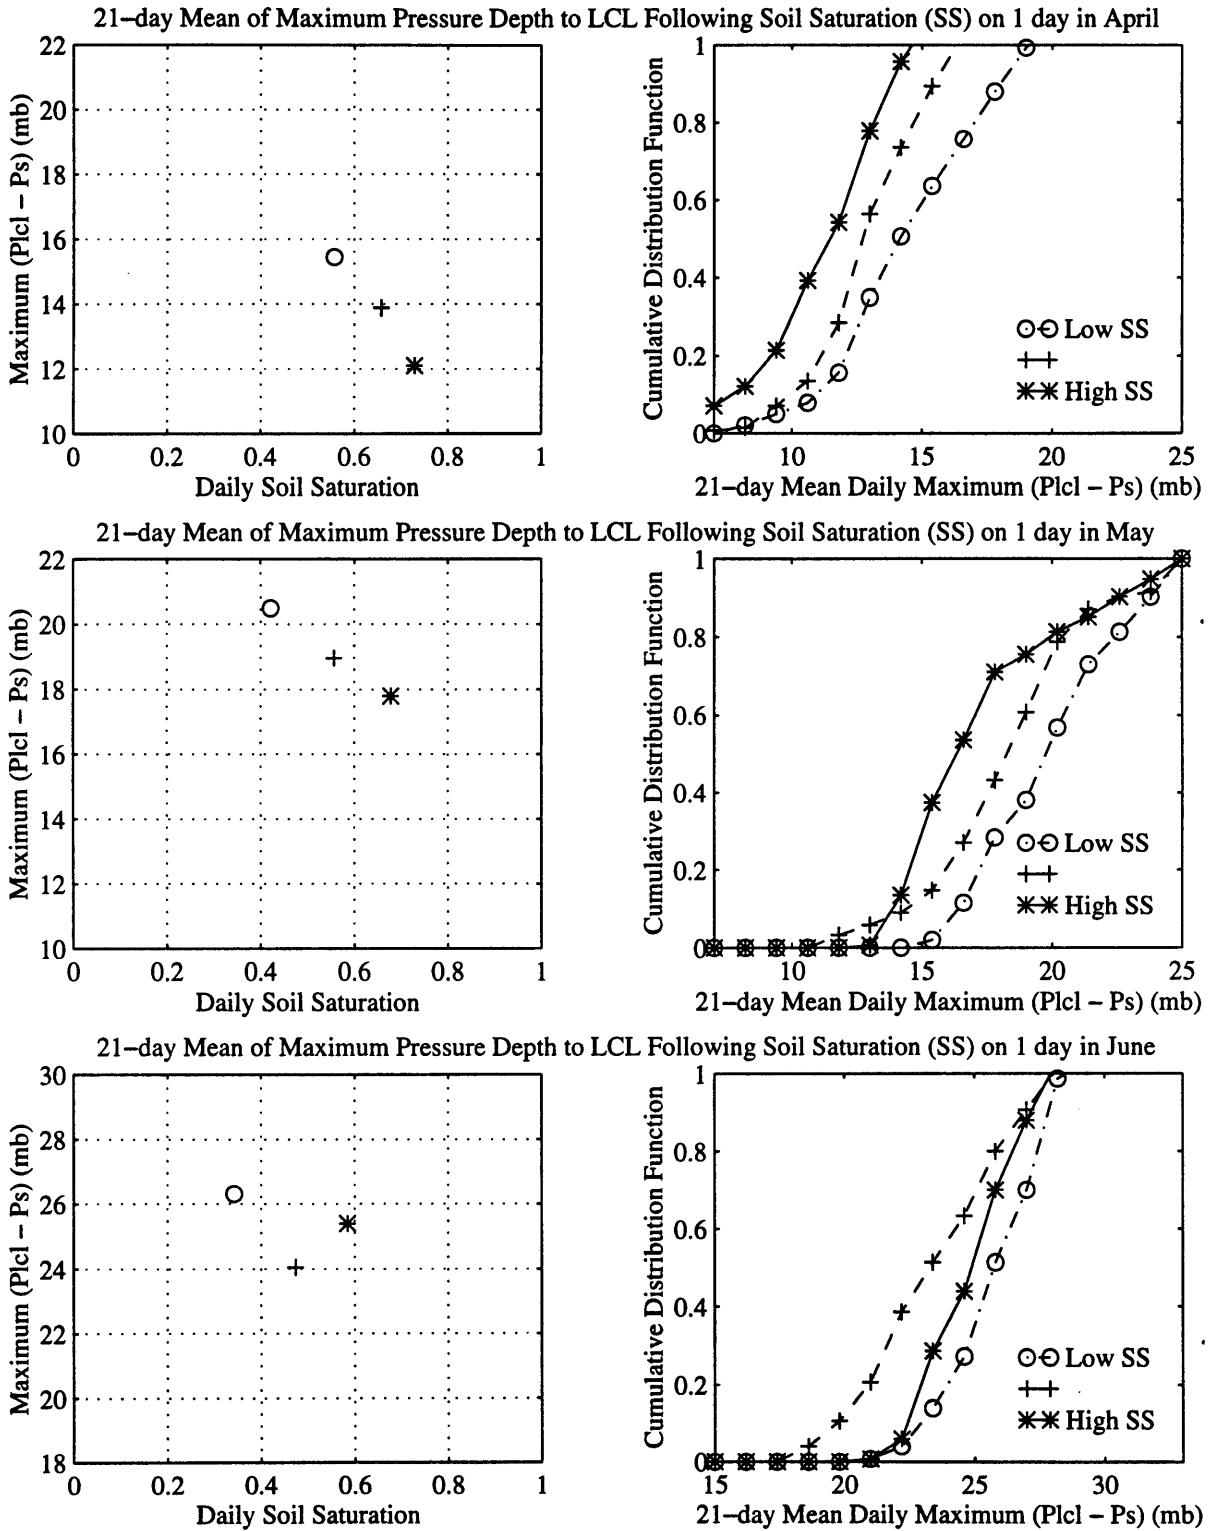 21–day Mean of Maximum Pressure Depth to LCL Following Soil Saturation (SS) on 1 day in April
Maximum (Plcl – Ps) (mb)
22
20
18
16
14
12
10
0 0.2 0.4 0.6 0.8 1
Daily Soil Saturation
Cumulative Distribution Function
1
0.8
0.6
0.4
0.2
0
Low SS
High SS
10 15 20 25
21–day Mean Daily Maximum (Plcl – Ps) (mb)
21–day Mean of Maximum Pressure Depth to LCL Following Soil Saturation (SS) on 1 day in May
Maximum (Plcl – Ps) (mb)
22
20
18
16
14
12
10
0 0.2 0.4 0.6 0.8 1
Daily Soil Saturation
Cumulative Distribution Function
1
0.8
0.6
0.4
0.2
0
Low SS
High SS
10 15 20 25
21–day Mean Daily Maximum (Plcl – Ps) (mb)
21–day Mean of Maximum Pressure Depth to LCL Following Soil Saturation (SS) on 1 day in June
Maximum (Plcl – Ps) (mb)
30
28
26
24
22
20
18
0 0.2 0.4 0.6 0.8 1
Daily Soil Saturation
Cumulative Distribution Function
1
0.8
0.6
0.4
0.2
0
Low SS
High SS
15 20 25 30
21–day Mean Daily Maximum (Plcl – Ps) (mb)